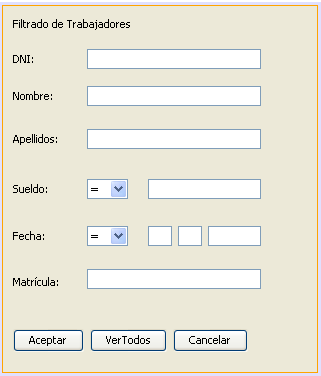 Filtrado de Trabajadores
DNI:
Nombre:
Apellidos:
Sueldo: =
Fecha: =
Matrícula:
Aceptar VerTodos Cancelar